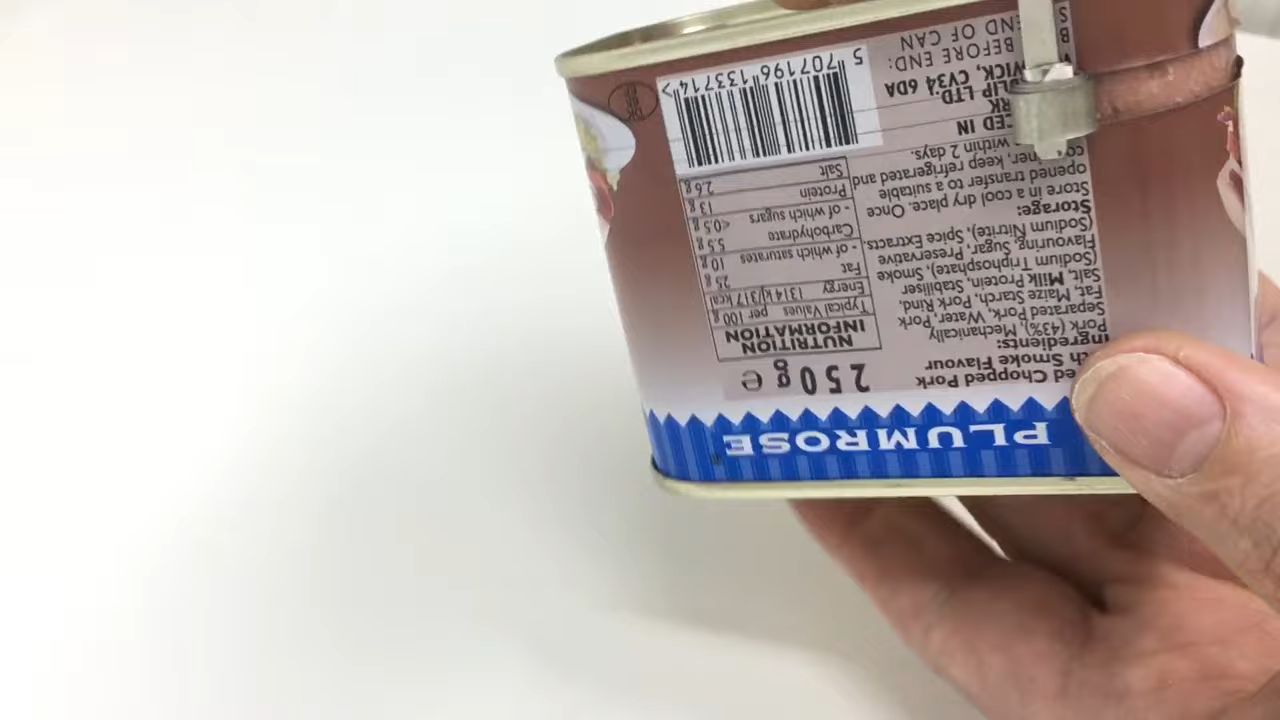 PLUMROSE
250g e
ed Chopped Pork
th Smoke Flavour
Ingredients:
Pork (43%), Mechanically
Separated Pork, Water, Pork
Fat, Maize Starch, Pork Rind,
Salt, Milk Protein, Stabiliser
(Sodium Triphosphate), Smoke
Flavouring, Sugar, Preservative
(Sodium Nitrite), Spice Extracts.
Storage:
Store in a cool dry place. Once
opened transfer to a suitable
keep refrigerated and
within 2 days.
CED IN
RK
ULIP LTD.
WICK, CV34 6DA
BEFORE END:
END OF CAN
NUTRITION
INFORMATION
Typical Values per 100g
Energy 1314kJ/317kcal
Fat 25g
- of which saturates 10g
Carbohydrate 5.5g
- of which sugars <0.5g
Protein 13g
Salt 2.6g
5 707196 133714 >